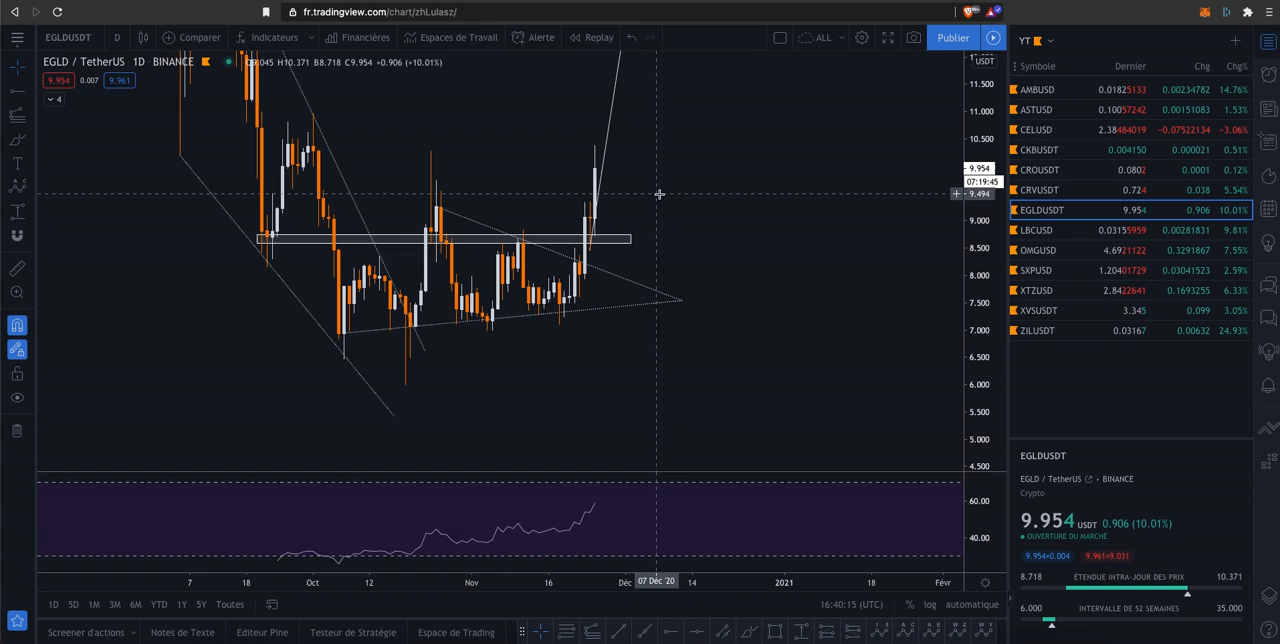 fr.tradingview.com/chart/zhLulasz/
EGLDUSDT D Comparer Indicateurs Financiéres Espaces de Travail Alerte Replay ALL Publier
YT
EGLD / TetherUS · 1D · BINANCE O9.045 H10.371 B8.718 C9.954 +0.906 (+10.01%)
9.954 0.007 9.961
4
USDT
11.500
11.000
10.500
9.954
07:19:45
9.494
9.000
8.500
8.000
7.500
7.000
6.500
6.000
5.500
5.000
4.500
60.00
40.00
7 18 Oct 12 Nov 16 Déc 07 Déc '20 14 2021 18 Févr
1D 5D 1M 3M 6M YTD 1Y 5Y Toutes 16:40:15 (UTC) % log automatique
Screener d'actions Notes de Texte Editeur Pine Testeur de Stratégie Espace de Trading
Symbole Dernier Chg Chg%
AMBUSD 0.01825133 0.00234782 14.76%
ASTUSD 0.10057242 0.00151083 1.53%
CELUSD 2.38484019 −0.07522134 −3.06%
CKBUSDT 0.004150 0.000021 0.51%
CROUSDT 0.0802 0.0001 0.12%
CRVUSDT 0.724 0.038 5.54%
EGLDUSDT 9.954 0.906 10.01%
LBCUSD 0.0315959 0.00281831 9.81%
OMGUSD 4.6921122 0.3291867 7.55%
SXPUSD 1.20401729 0.03041523 2.59%
XTZUSD 2.8422641 0.1693255 6.33%
XVSUSDT 3.345 0.099 3.05%
ZILUSDT 0.03167 0.00632 24.93%
EGLDUSDT
EGLD / TetherUS · BINANCE
Crypto
9.954 USDT 0.906 (10.01%)
OUVERTURE DU MARCHÉ
9.954×0.004 9.961×9.031
8.718 ÉTENDUE INTRA-JOUR DES PRIX 10.371
6.000 INTERVALLE DE 52 SEMAINES 35.000